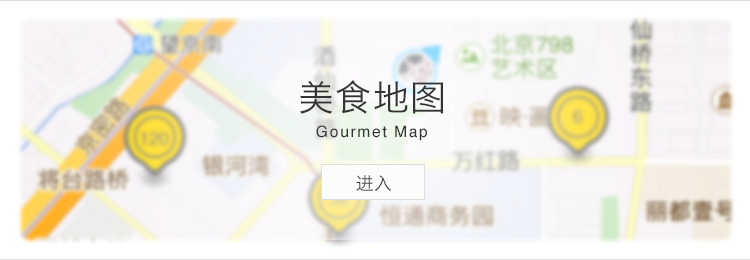 望京南
仙桥东路
北京798
艺术区
美食地图
Gourmet Map
京密路
120
6
映·画
万红路
银河湾
进入
将台路桥
恒通商务园
丽都壹号